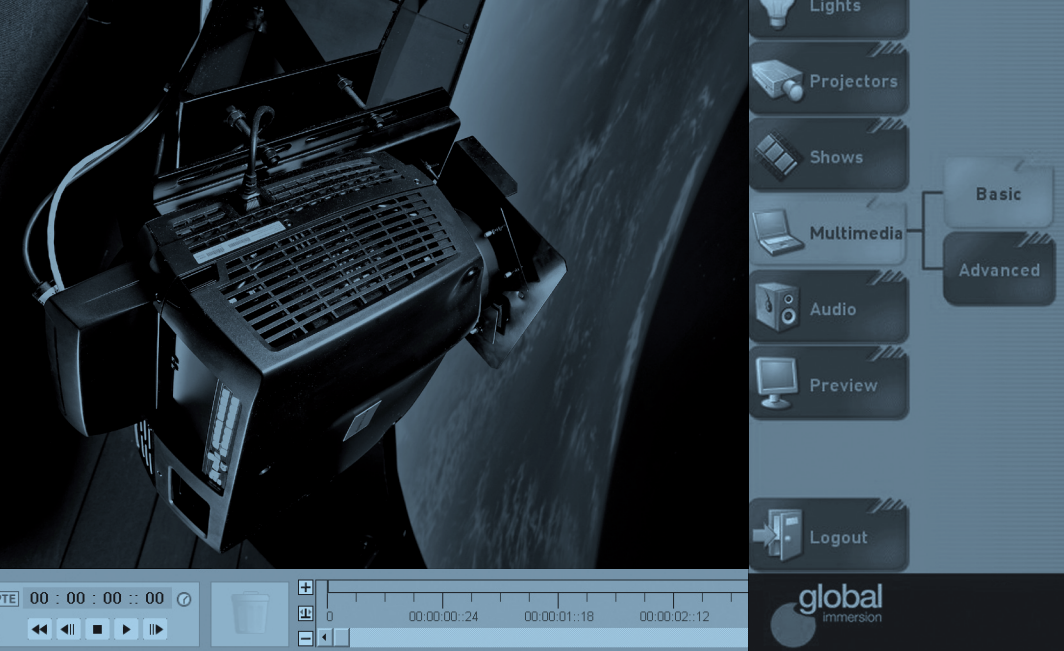 Lights
Projectors
Shows
Multimedia
Basic
Advanced
Audio
Preview
Logout
PTE 00 : 00 : 00 :: 00
0 00:00:00::24 00:00:01::18 00:00:02::12
global
immersion